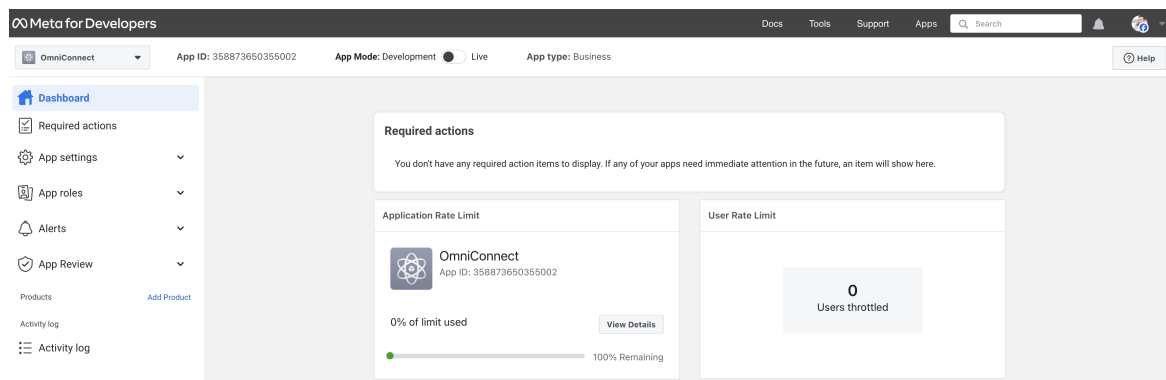 Meta for Developers
Docs Tools Support Apps Search
OmniConnect App ID: 358873650355002 App Mode: Development Live App type: Business Help
Dashboard
Required actions
App settings
App roles
Alerts
App Review
Products Add Product
Activity log
Activity log
Required actions
You don't have any required action items to display. If any of your apps need immediate attention in the future, an item will show here.
Application Rate Limit
OmniConnect
App ID: 358873650355002
0% of limit used View Details
100% Remaining
User Rate Limit
0
Users throttled